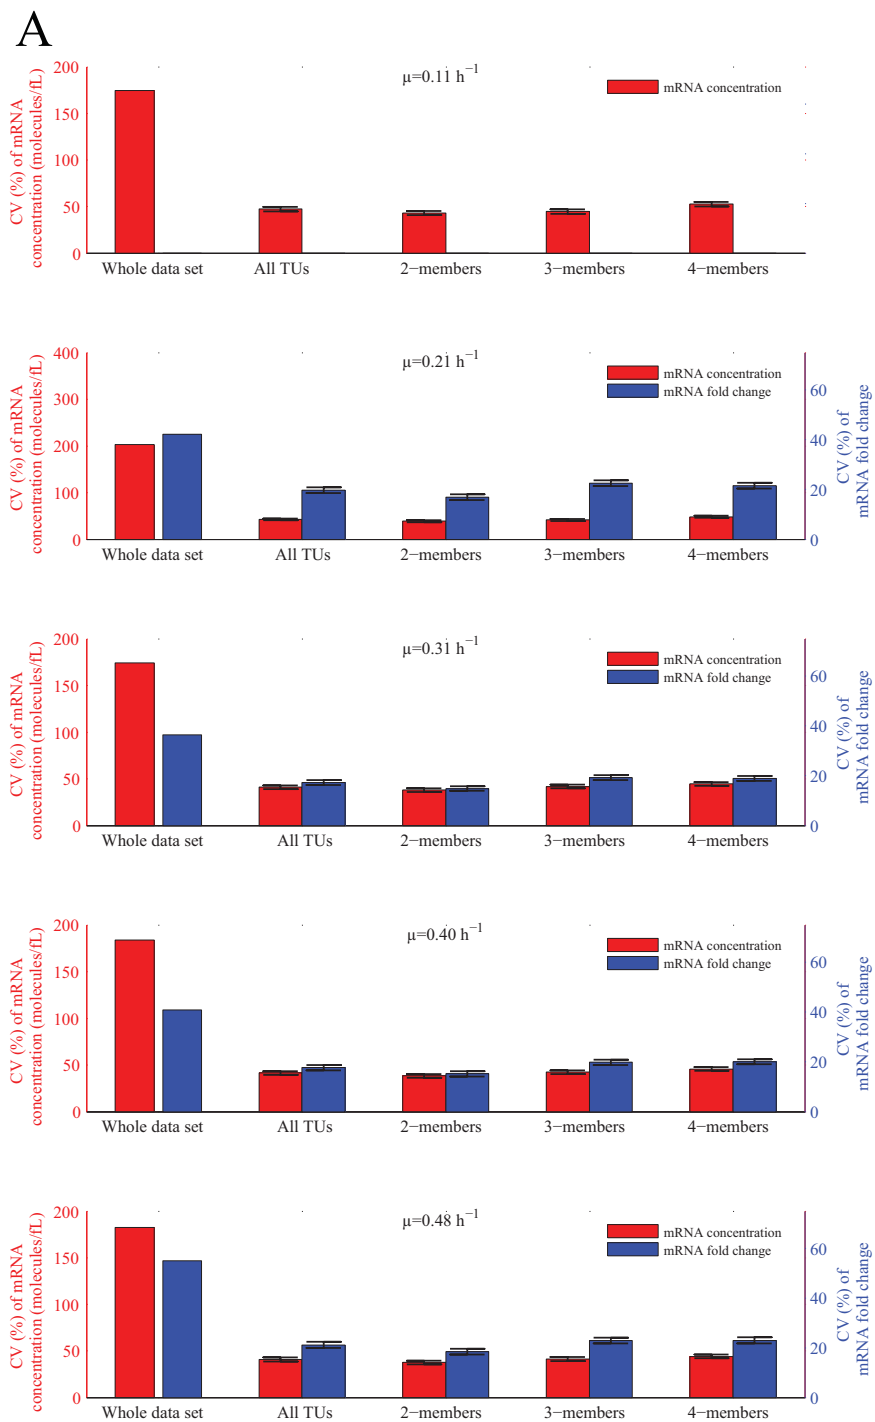 A
μ=0.11 h⁻¹
mRNA concentration
CV (%) of mRNA
concentration (molecules/fL)
200
150
100
50
0
Whole data set All TUs 2−members 3−members 4−members
μ=0.21 h⁻¹
mRNA concentration
mRNA fold change
CV (%) of mRNA
concentration (molecules/fL)
400
300
200
100
0
CV (%) of
mRNA fold change
60
40
20
0
Whole data set All TUs 2−members 3−members 4−members
μ=0.31 h⁻¹
mRNA concentration
mRNA fold change
CV (%) of mRNA
concentration (molecules/fL)
200
150
100
50
0
CV (%) of
mRNA fold change
60
40
20
0
Whole data set All TUs 2−members 3−members 4−members
μ=0.40 h⁻¹
mRNA concentration
mRNA fold change
CV (%) of mRNA
concentration (molecules/fL)
200
150
100
50
0
CV (%) of
mRNA fold change
60
40
20
0
Whole data set All TUs 2−members 3−members 4−members
μ=0.48 h⁻¹
mRNA concentration
mRNA fold change
CV (%) of mRNA
concentration (molecules/fL)
200
150
100
50
0
CV (%) of
mRNA fold change
60
40
20
0
Whole data set All TUs 2−members 3−members 4−members